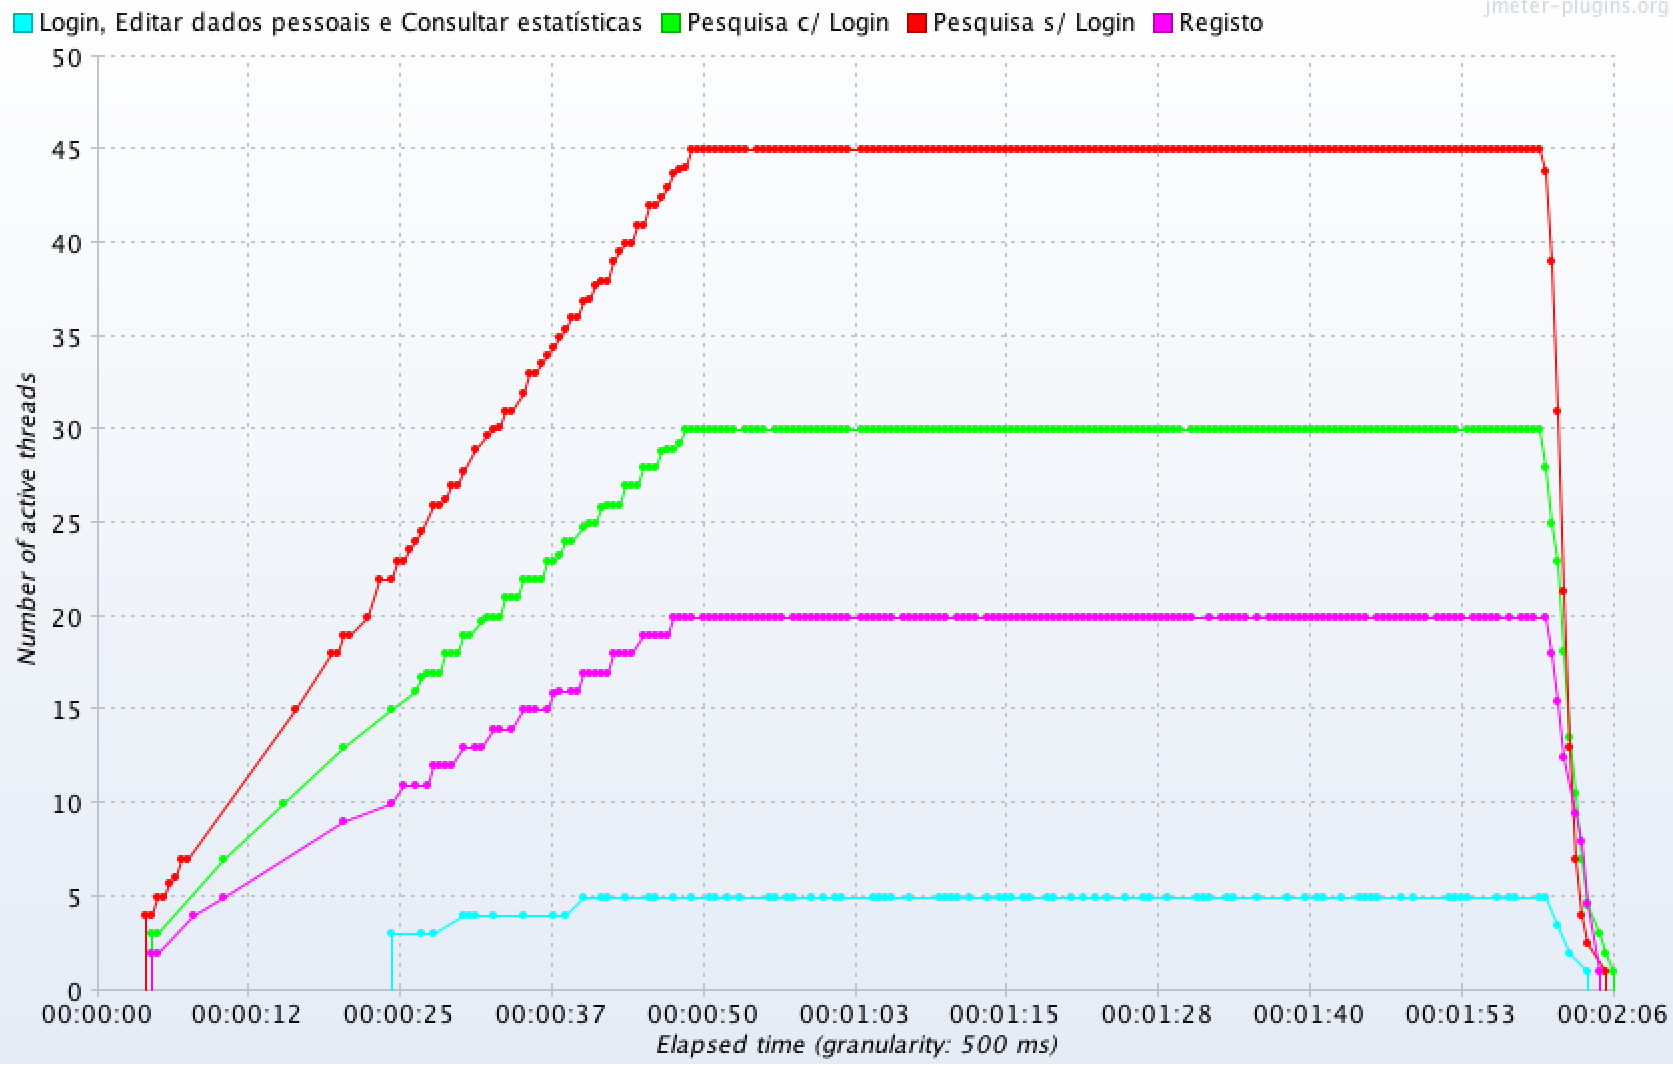 jmeter-plugins.org
Login, Editar dados pessoais e Consultar estatísticas Pesquisa c/ Login Pesquisa s/ Login Registo
50
45
40
35
30
25
20
15
10
5
0
Number of active threads
00:00:00 00:00:12 00:00:25 00:00:37 00:00:50 00:01:03 00:01:15 00:01:28 00:01:40 00:01:53 00:02:06
Elapsed time (granularity: 500 ms)